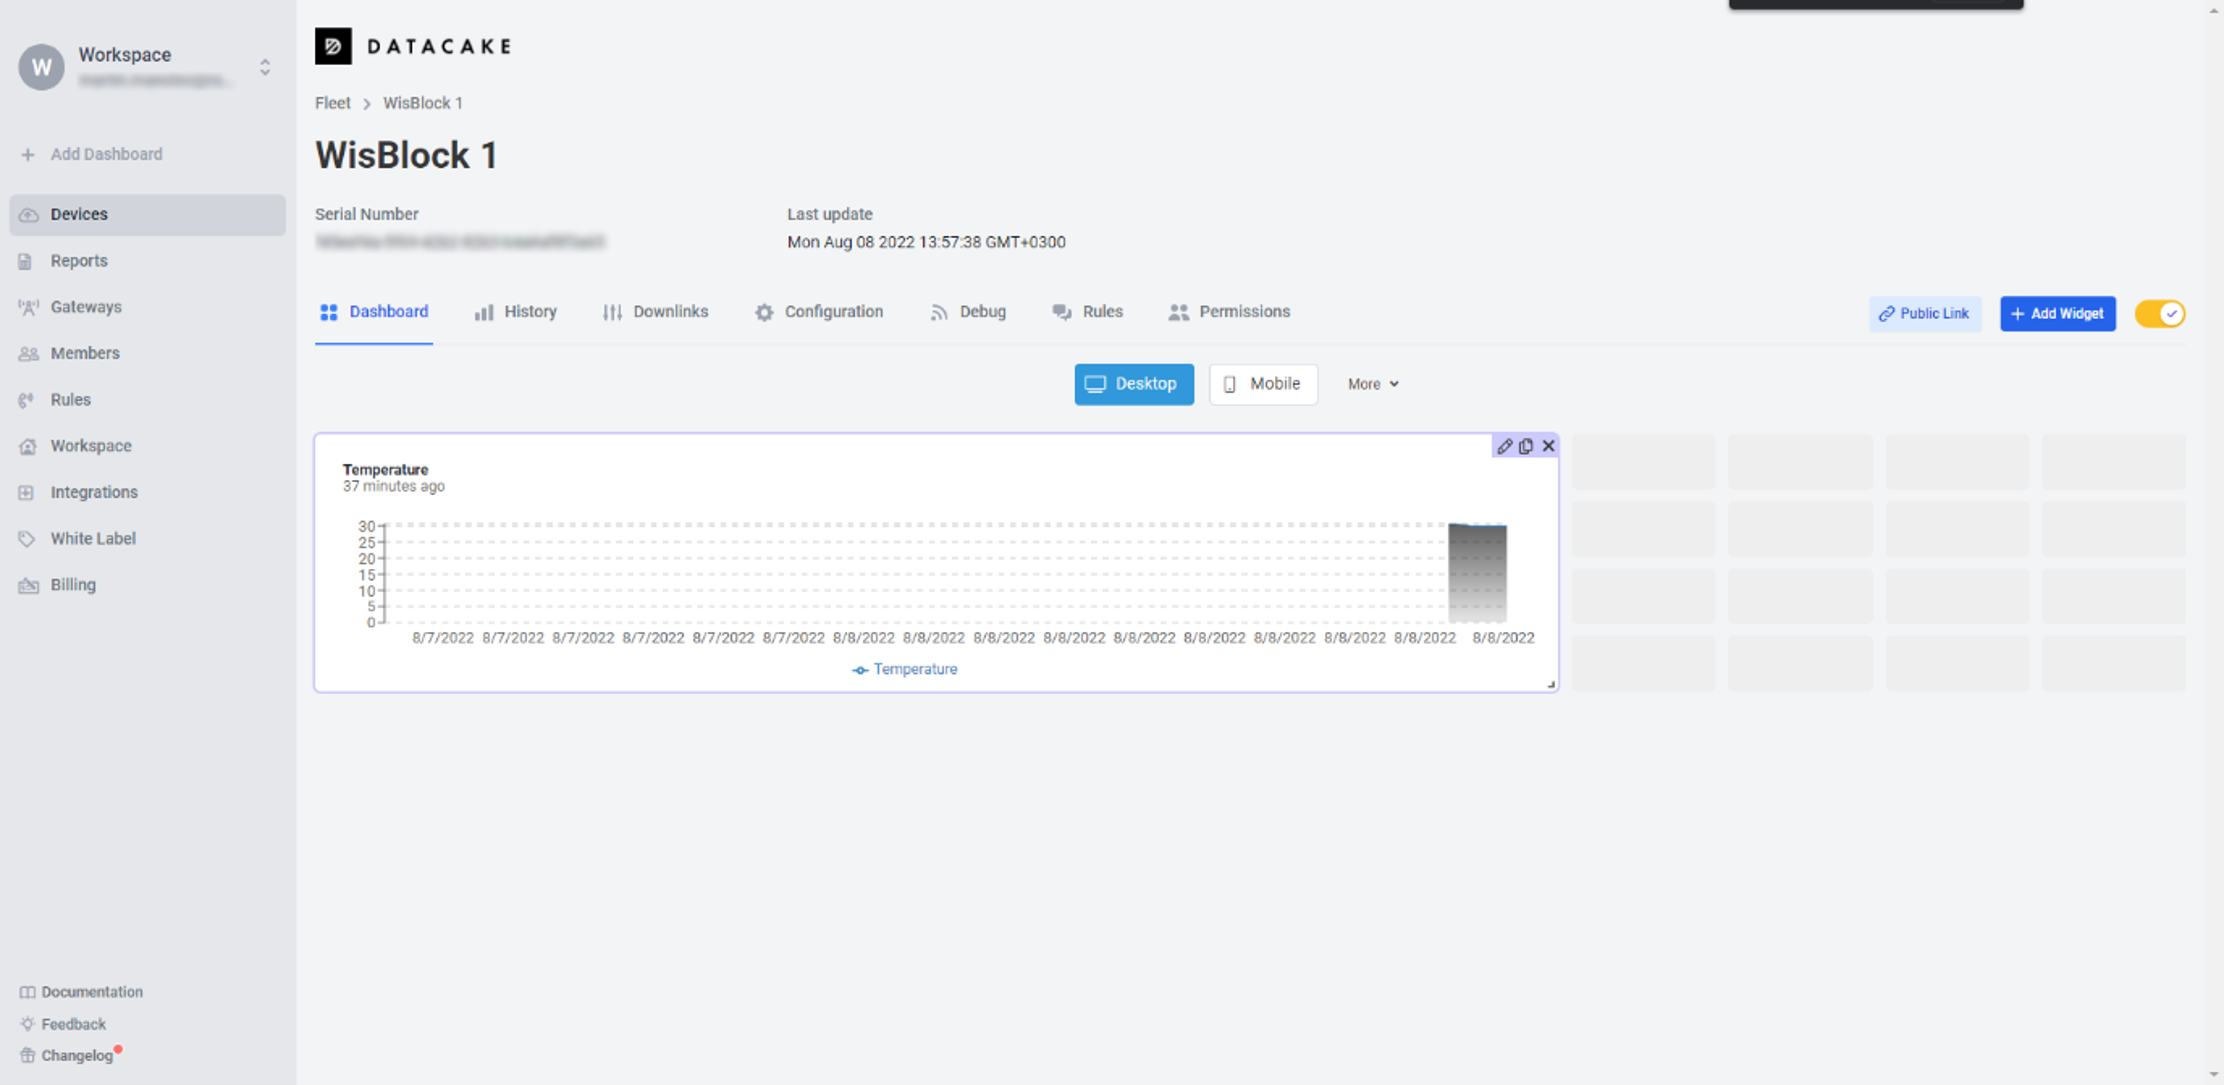 W
Workspace
Add Dashboard
Devices
Reports
Gateways
Members
Rules
Workspace
Integrations
White Label
Billing
Documentation
Feedback
Changelog
DATACAKE
Fleet > WisBlock 1
WisBlock 1
Serial Number
Last update
Mon Aug 08 2022 13:57:38 GMT+0300
Dashboard History Downlinks Configuration Debug Rules Permissions
Public Link + Add Widget
Desktop Mobile More
Temperature
37 minutes ago
30
25
20
15
10
5
0
8/7/2022 8/7/2022 8/7/2022 8/7/2022 8/7/2022 8/7/2022 8/8/2022 8/8/2022 8/8/2022 8/8/2022 8/8/2022 8/8/2022 8/8/2022 8/8/2022 8/8/2022 8/8/2022
Temperature